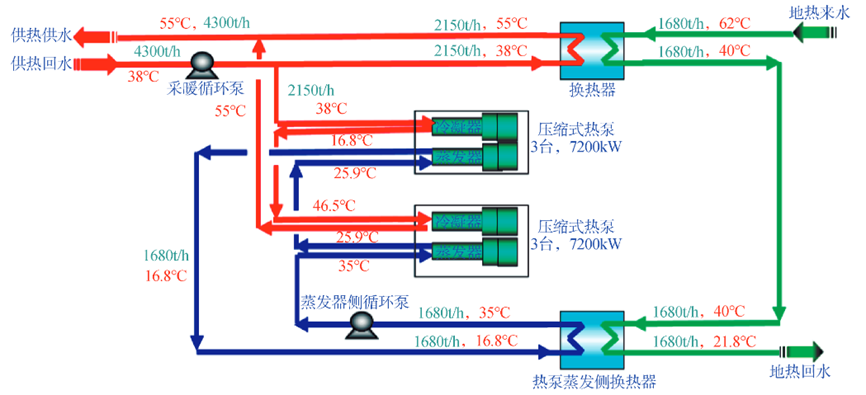 55℃, 4300t/h
2150t/h, 55℃
1680t/h, 62℃
地热来水
供热供水
4300t/h
2150t/h, 38℃
1680t/h, 40℃
供热回水
38℃
采暖循环泵
换热器
2150t/h
55℃
38℃
冷凝器
压缩式热泵
3台, 7200kW
16.8℃
蒸发器
25.9℃
46.5℃
冷凝器
压缩式热泵
3台, 7200kW
25.9℃
蒸发器
35℃
1680t/h
16.8℃
蒸发器侧循环泵
1680t/h, 35℃
1680t/h, 40℃
1680t/h, 16.8℃
1680t/h, 21.8℃
地热回水
热泵蒸发侧换热器